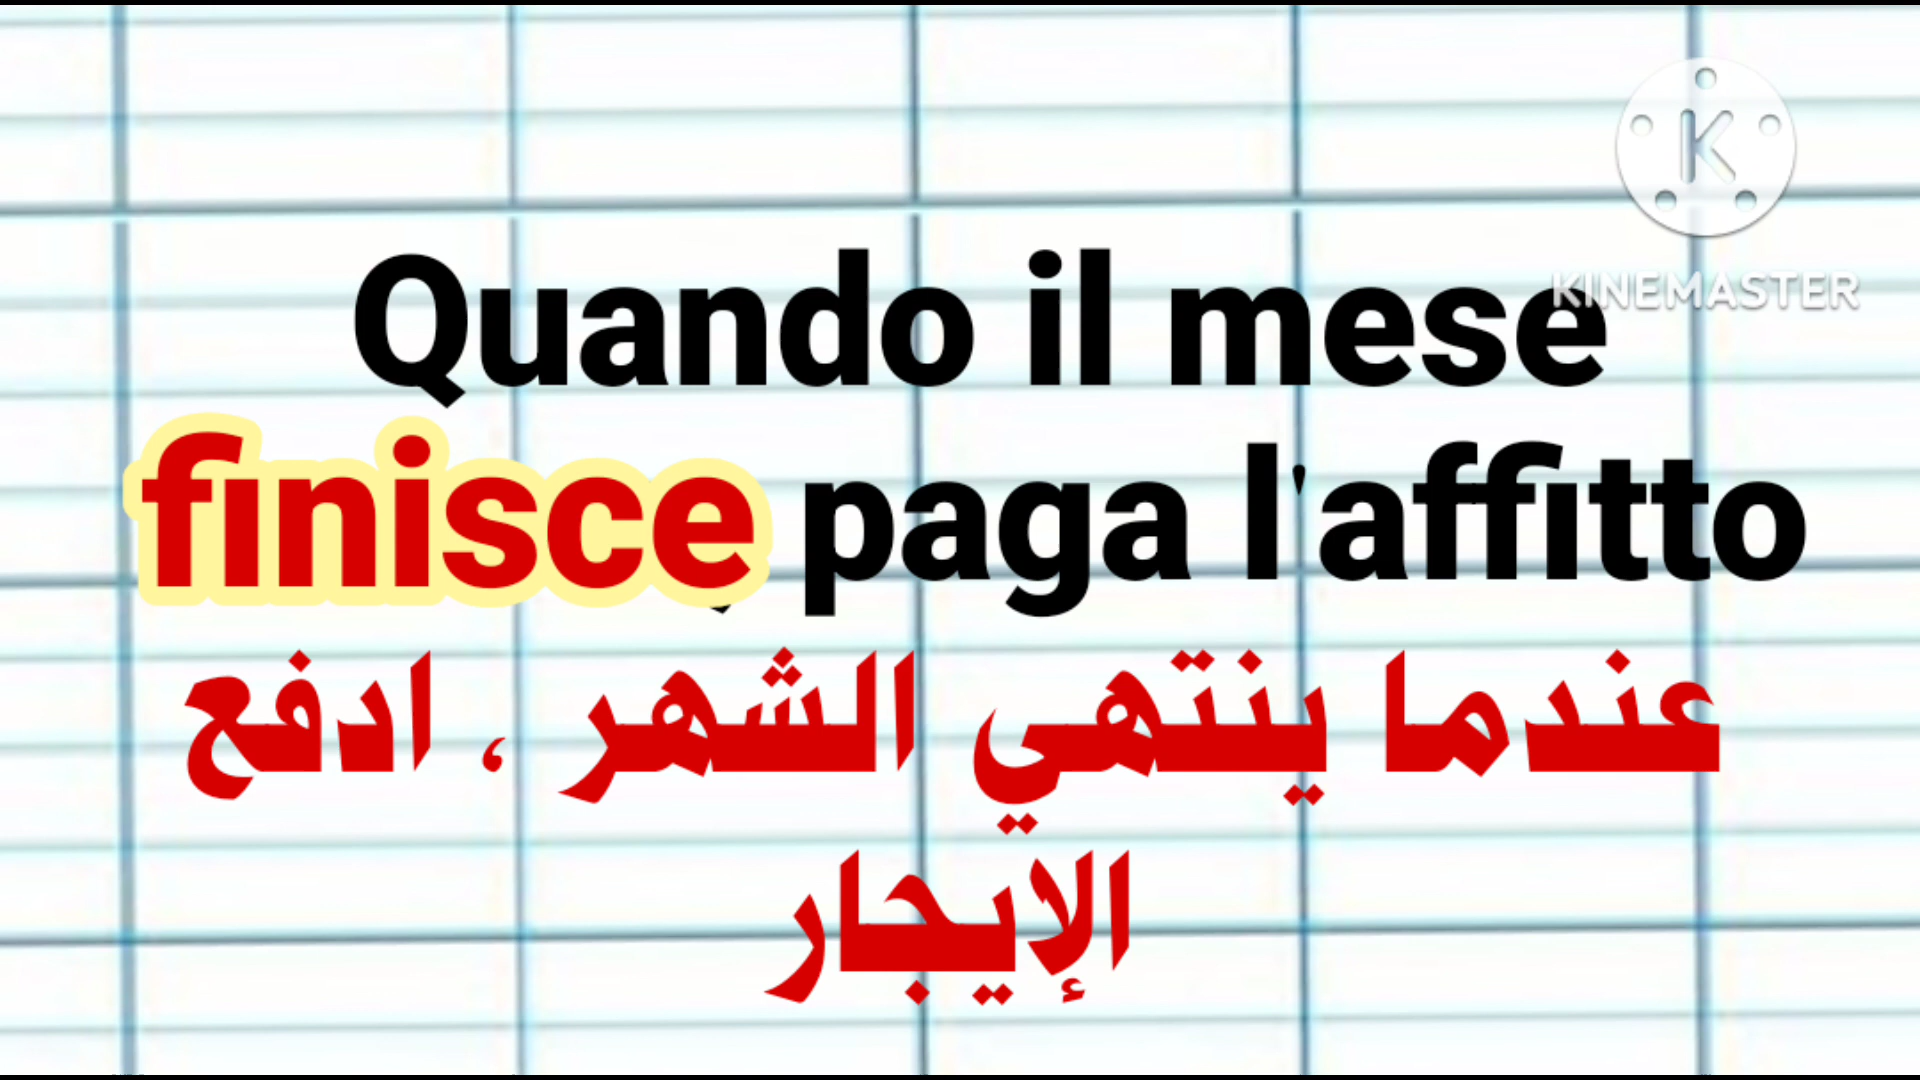 Quando il mese
finisce paga l'affitto
عندما ينتهي الشهر ، ادفع
الإيجار
KINEMASTER